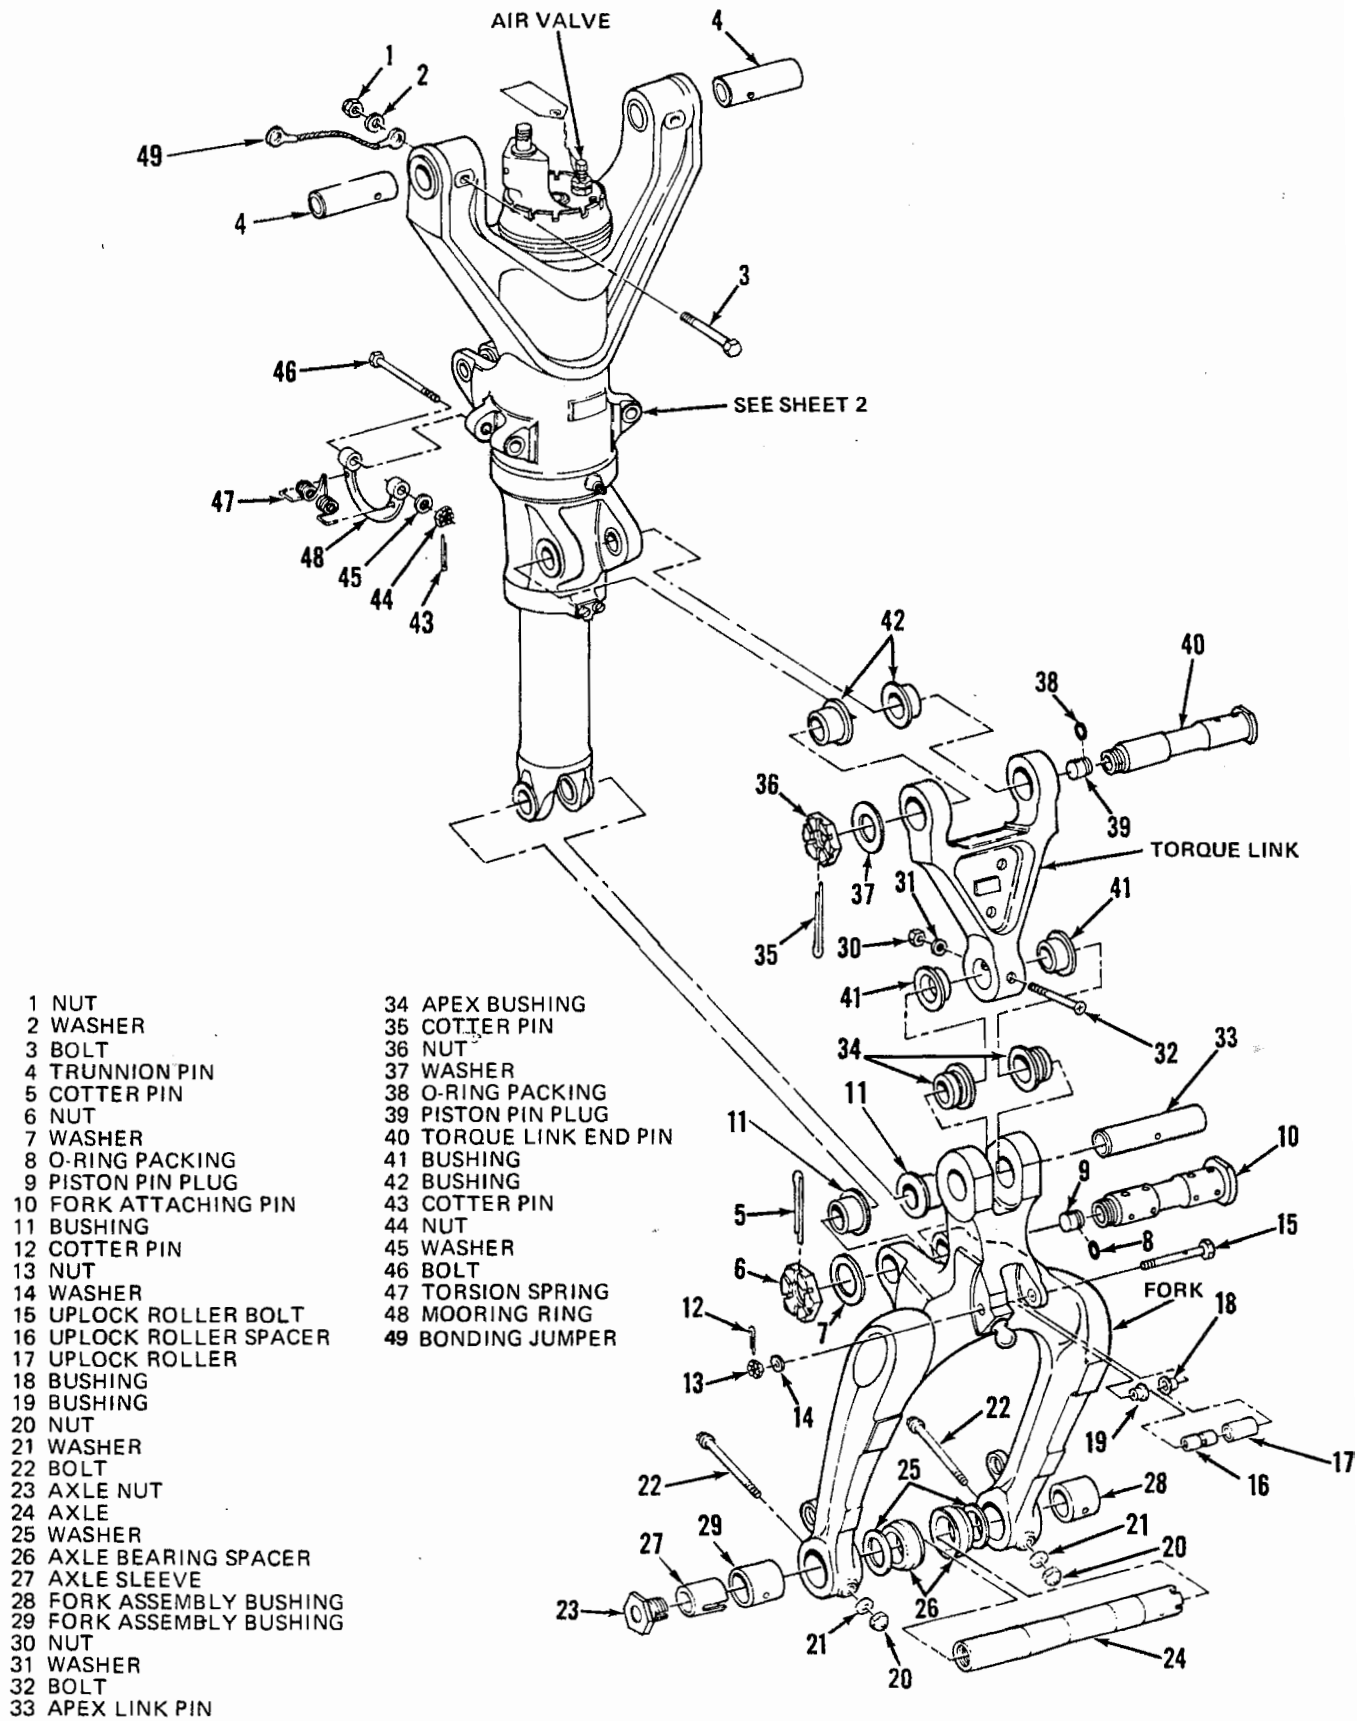 AIR VALVE
4
1
2
49
4
3
46
SEE SHEET 2
47
48
45
44
43
42
40
38
36
39
TORQUE LINK
37
31
41
35
30
41
34
32
33
11
11
10
9
5
15
8
6
FORK
18
12
7
13
14
22
19
17
22
16
25
28
29
21
27
20
23
26
21
24
20
1 NUT
2 WASHER
3 BOLT
4 TRUNNION PIN
5 COTTER PIN
6 NUT
7 WASHER
8 O-RING PACKING
9 PISTON PIN PLUG
10 FORK ATTACHING PIN
11 BUSHING
12 COTTER PIN
13 NUT
14 WASHER
15 UPLOCK ROLLER BOLT
16 UPLOCK ROLLER SPACER
17 UPLOCK ROLLER
18 BUSHING
19 BUSHING
20 NUT
21 WASHER
22 BOLT
23 AXLE NUT
24 AXLE
25 WASHER
26 AXLE BEARING SPACER
27 AXLE SLEEVE
28 FORK ASSEMBLY BUSHING
29 FORK ASSEMBLY BUSHING
30 NUT
31 WASHER
32 BOLT
33 APEX LINK PIN
34 APEX BUSHING
35 COTTER PIN
36 NUT
37 WASHER
38 O-RING PACKING
39 PISTON PIN PLUG
40 TORQUE LINK END PIN
41 BUSHING
42 BUSHING
43 COTTER PIN
44 NUT
45 WASHER
46 BOLT
47 TORSION SPRING
48 MOORING RING
49 BONDING JUMPER